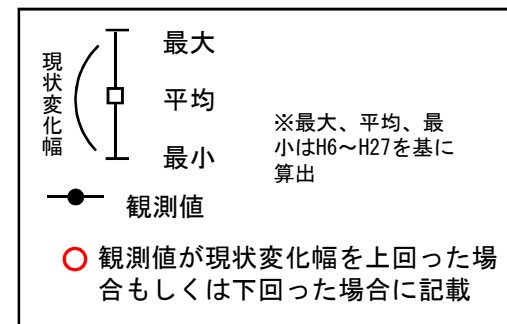 現状変化幅
最大
平均
最小
※最大、平均、最
小はH6～H27を基に
算出
観測値
観測値が現状変化幅を上回った場
合もしくは下回った場合に記載